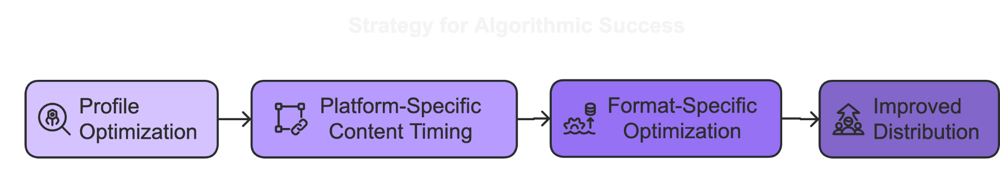 Strategy for Algorithmic Success
Profile
Optimization
Platform-Specific
Content Timing
Format-Specific
Optimization
Improved
Distribution